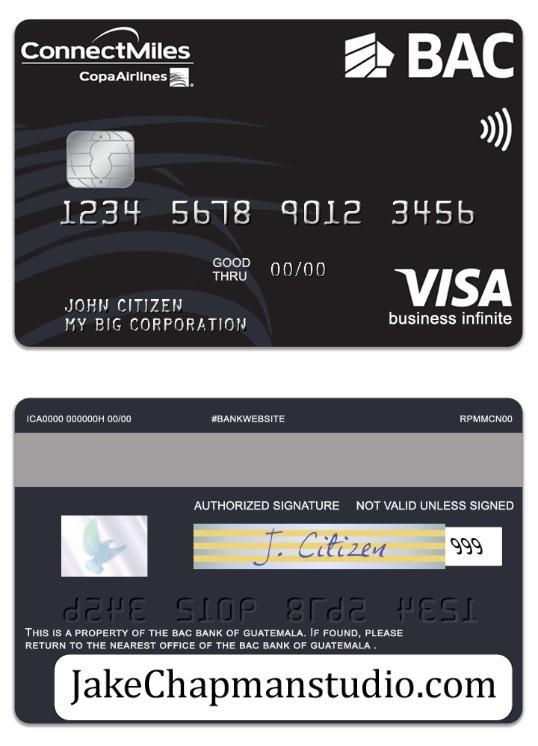 ConnectMiles
CopaAirlines
BAC
1234 5678 9012 3456
GOOD THRU 00/00
JOHN CITIZEN
MY BIG CORPORATION
VISA
business infinite
ICA0000 000000H 00/00 #BANKWEBSITE RPMMCN00
AUTHORIZED SIGNATURE NOT VALID UNLESS SIGNED
J. Citizen 999
THIS IS A PROPERTY OF THE BAC BANK OF GUATEMALA. IF FOUND, PLEASE
RETURN TO THE NEAREST OFFICE OF THE BAC BANK OF GUATEMALA .
JakeChapmanstudio.com